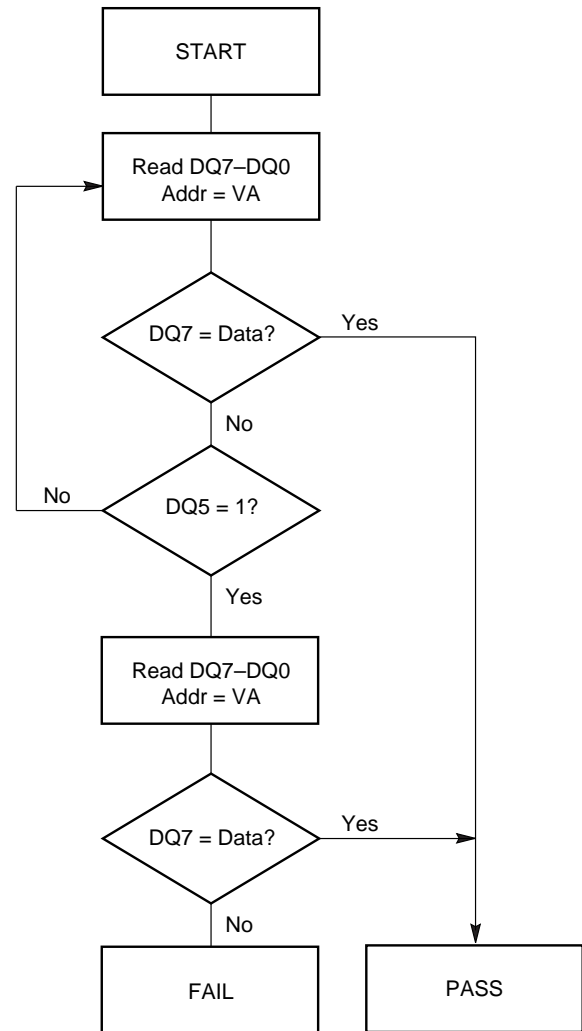 START
Read DQ7–DQ0
Addr = VA
DQ7 = Data?
Yes
No
No
DQ5 = 1?
Yes
Read DQ7–DQ0
Addr = VA
DQ7 = Data?
Yes
No
FAIL
PASS